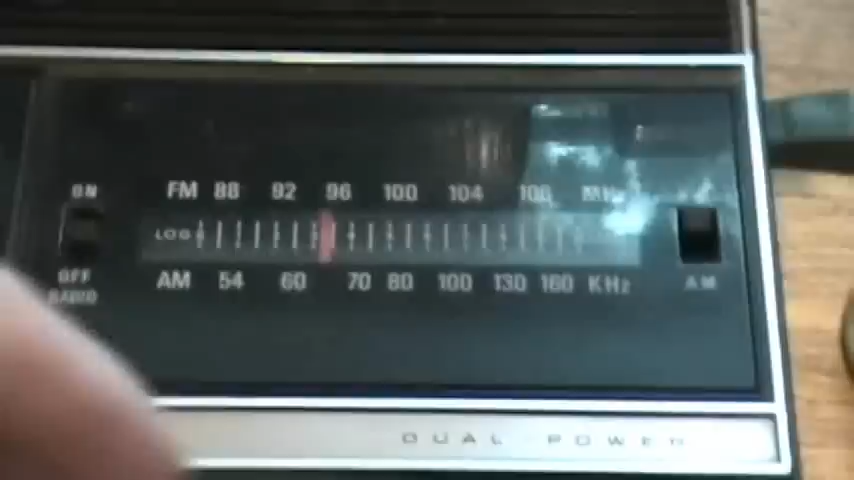 ON
FM 88 92 96 100 104 108 MHz
LOG
OFF
AM 54 60 70 80 100 130 160 KHz
AM
RADIO
DUAL POWER